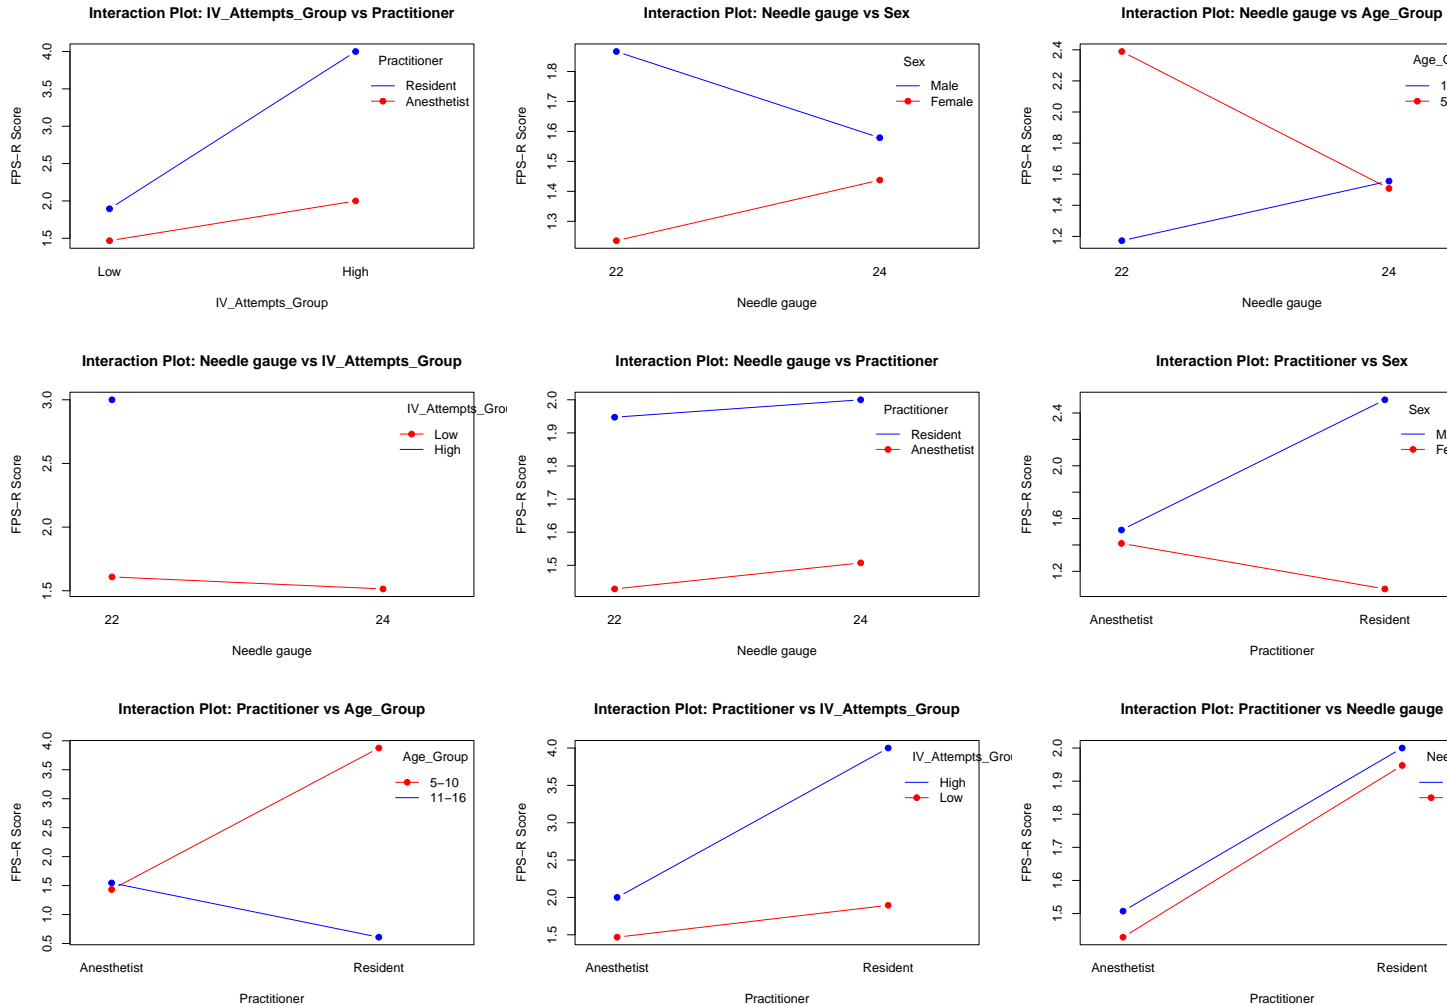 Interaction Plot: IV_Attempts_Group vs Practitioner
FPS−R Score
4.0
3.5
3.0
2.5
2.0
1.5
Practitioner
Resident
Anesthetist
Low
High
IV_Attempts_Group
Interaction Plot: Needle gauge vs Sex
FPS−R Score
1.8
1.7
1.6
1.5
1.4
1.3
Sex
Male
Female
22
24
Needle gauge
Interaction Plot: Needle gauge vs Age_Group
FPS−R Score
2.4
2.2
2.0
1.8
1.6
1.4
1.2
Age_G
1
5
22
24
Needle gauge
Interaction Plot: Needle gauge vs IV_Attempts_Group
FPS−R Score
3.0
2.5
2.0
1.5
IV_Attempts_Grou
Low
High
22
24
Needle gauge
Interaction Plot: Needle gauge vs Practitioner
FPS−R Score
2.0
1.9
1.8
1.7
1.6
1.5
Practitioner
Resident
Anesthetist
22
24
Needle gauge
Interaction Plot: Practitioner vs Sex
FPS−R Score
2.4
2.0
1.6
1.2
Sex
M
Fe
Anesthetist
Resident
Practitioner
Interaction Plot: Practitioner vs Age_Group
FPS−R Score
4.0
3.5
3.0
2.5
2.0
1.5
1.0
0.5
Age_Group
5−10
11−16
Anesthetist
Resident
Practitioner
Interaction Plot: Practitioner vs IV_Attempts_Group
FPS−R Score
4.0
3.5
3.0
2.5
2.0
1.5
IV_Attempts_Grou
High
Low
Anesthetist
Resident
Practitioner
Interaction Plot: Practitioner vs Needle gauge
FPS−R Score
2.0
1.9
1.8
1.7
1.6
1.5
Nee
Anesthetist
Resident
Practitioner